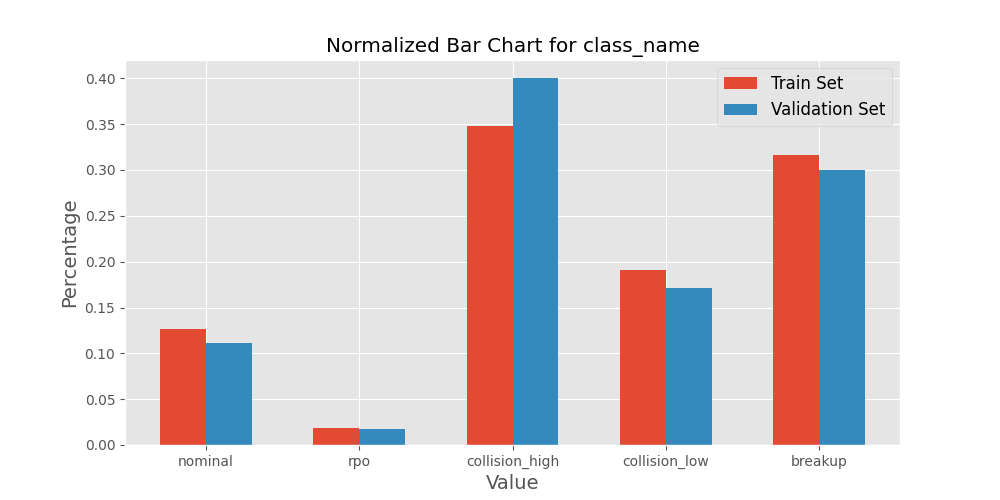 Normalized Bar Chart for class_name
Train Set
Validation Set
Percentage
0.40
0.35
0.30
0.25
0.20
0.15
0.10
0.05
0.00
nominal
rpo
collision_high
collision_low
breakup
Value